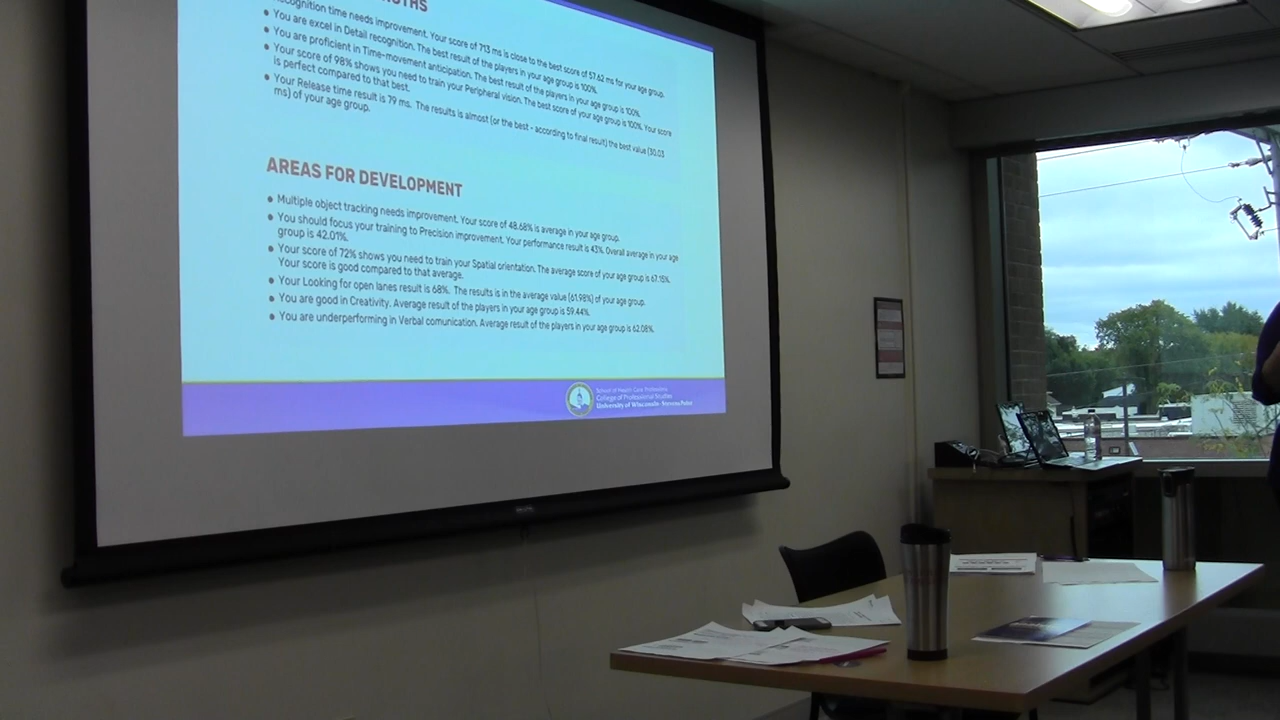 Recognition time needs improvement. Your score of 713 ms is close to the best score of 57.62 ms for your age group.
You are excel in Detail recognition. The best result of the players in your age group is 100%.
You are proficient in Time-movement anticipation. The best result of the players in your age group is 100%.
Your score of 98% shows you need to train your Peripheral vision. The best score of your age group is 100%. Your score
is perfect compared to that best.
Your Release time result is 79 ms. The results is almost (or the best - according to final result) the best value (30.03
ms) of your age group.
AREAS FOR DEVELOPMENT
Multiple object tracking needs improvement. Your score of 48.68% is average in your age group.
You should focus your training to Precision improvement. Your performance result is 43%. Overall average in your age
group is 42.01%.
Your score of 72% shows you need to train your Spatial orientation. The average score of your age group is 67.15%.
Your score is good compared to that average.
Your Looking for open lanes result is 68%. The results is in the average value (61.98%) of your age group.
You are good in Creativity. Average result of the players in your age group is 59.44%.
You are underperforming in Verbal comunication. Average result of the players in your age group is 62.08%.
School of Health Care Professions
College of Professional Studies
University of Wisconsin-Stevens Point